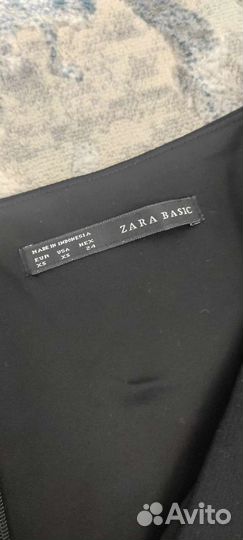 ZARA BASIC
MADE IN INDONESIA
EUR USA MEX
XS XS 24
Avito